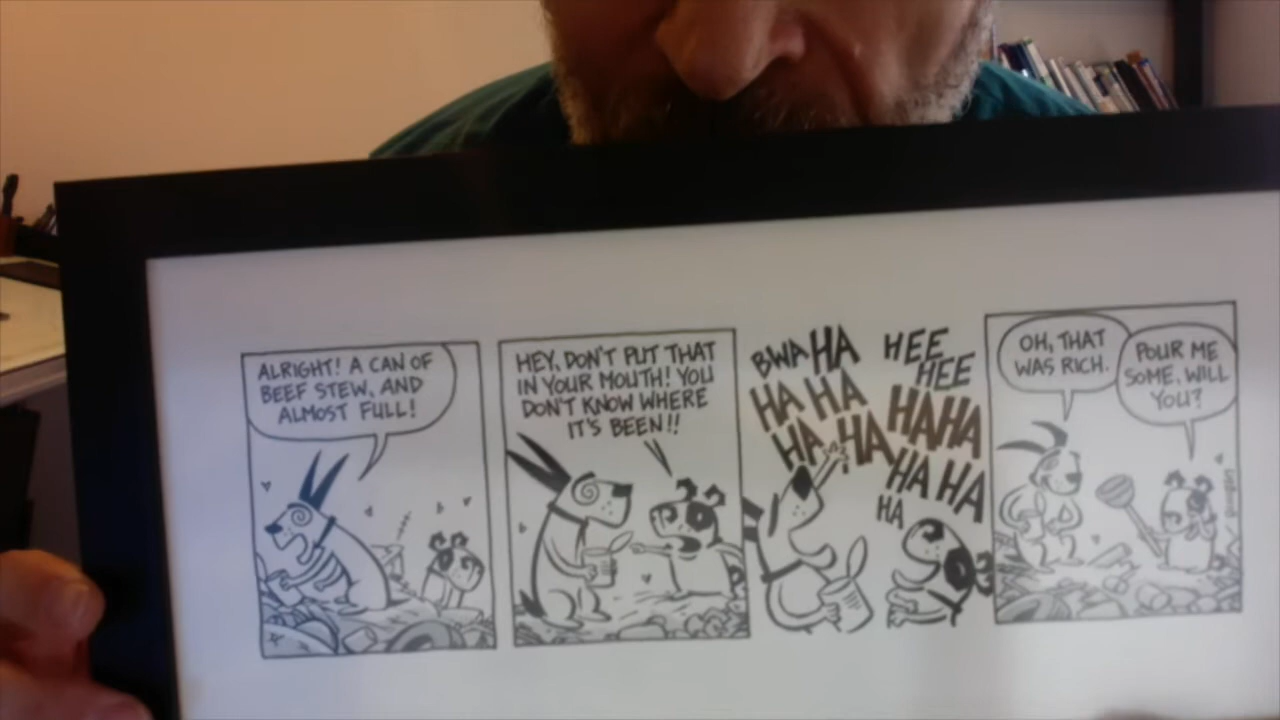 ALRIGHT! A CAN OF
BEEF STEW, AND
ALMOST FULL!
HEY, DON'T PUT THAT
IN YOUR MOUTH! YOU
DON'T KNOW WHERE
IT'S BEEN!!
BWA HA
HA HA
HA HA
HEE
HEE
HAHA
HA HA
HA
OH, THAT
WAS RICH.
POUR ME
SOME, WILL
YOU?